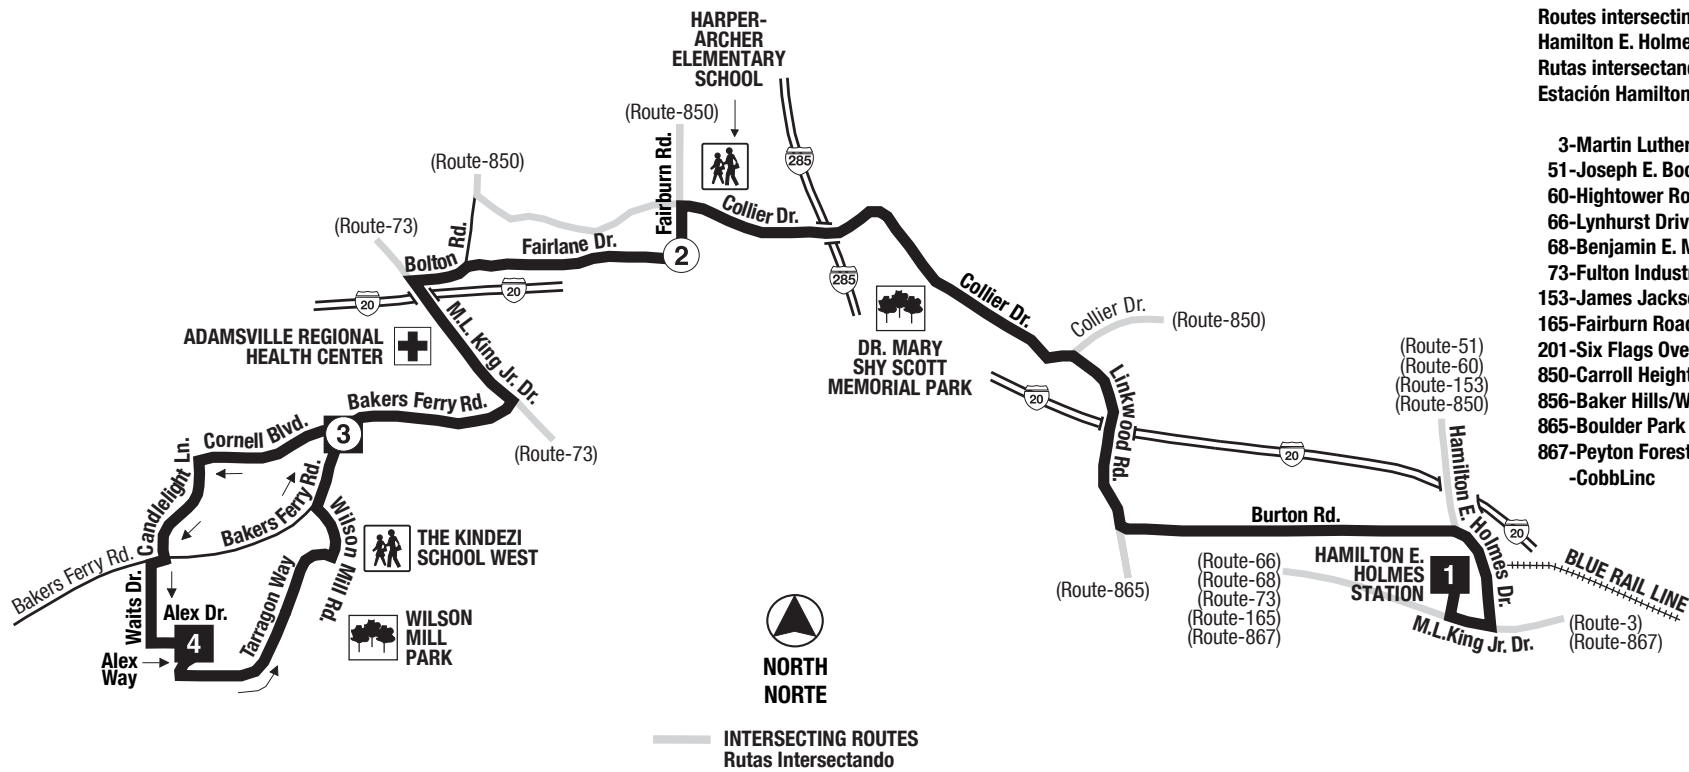 HARPER-
ARCHER
ELEMENTARY
SCHOOL
(Route-850)
Fairburn Rd.
285
(Route-850)
Collier Dr.
(Route-73)
Bolton Rd.
Fairlane Dr.
2
285
20
20
M.L. King Jr. Dr.
ADAMSVILLE REGIONAL
HEALTH CENTER
Collier Dr.
Collier Dr.
(Route-850)
DR. MARY
SHY SCOTT
MEMORIAL PARK
20
Linkwood Rd.
20
(Route-51)
(Route-60)
(Route-153)
(Route-850)
Hamilton E. Holmes Dr.
Bakers Ferry Rd.
3
(Route-73)
Cornell Blvd.
Candlelight Ln.
Bakers Ferry Rd.
Bakers Ferry Rd.
Wilson Mill Rd.
THE KINDEZI
SCHOOL WEST
Waits Dr.
Alex Dr.
4
Alex
Way
Tarragon Way
WILSON
MILL
PARK
Burton Rd.
20
(Route-865)
(Route-66)
(Route-68)
(Route-73)
(Route-165)
(Route-867)
HAMILTON E.
HOLMES
STATION
1
BLUE RAIL LINE
M.L.King Jr. Dr.
(Route-3)
(Route-867)
NORTH
NORTE
INTERSECTING ROUTES
Rutas Intersectando
Routes intersectin
Hamilton E. Holme
Rutas intersectand
Estación Hamilton
3-Martin Luther
51-Joseph E. Boo
60-Hightower Ro
66-Lynhurst Driv
68-Benjamin E. M
73-Fulton Industr
153-James Jackso
165-Fairburn Road
201-Six Flags Ove
850-Carroll Height
856-Baker Hills/W
865-Boulder Park
867-Peyton Forest
-CobbLinc